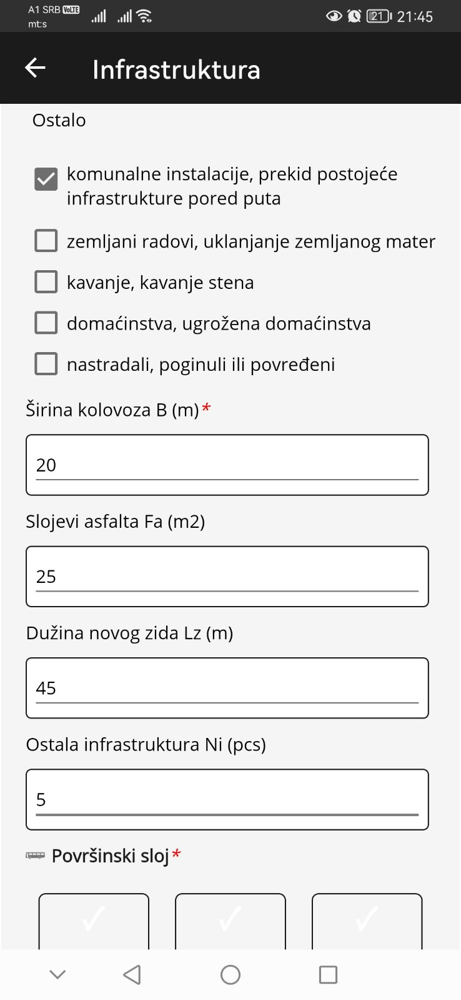 A1 SRB VoLTE
mt:s
21 21:45
Infrastruktura
Ostalo
komunalne instalacije, prekid postojeće
infrastrukture pored puta
zemljani radovi, uklanjanje zemljanog mater
kavanje, kavanje stena
domaćinstva, ugrožena domaćinstva
nastradali, poginuli ili povređeni
Širina kolovoza B (m)*
20
Slojevi asfalta Fa (m2)
25
Dužina novog zida Lz (m)
45
Ostala infrastruktura Ni (pcs)
5
Površinski sloj*